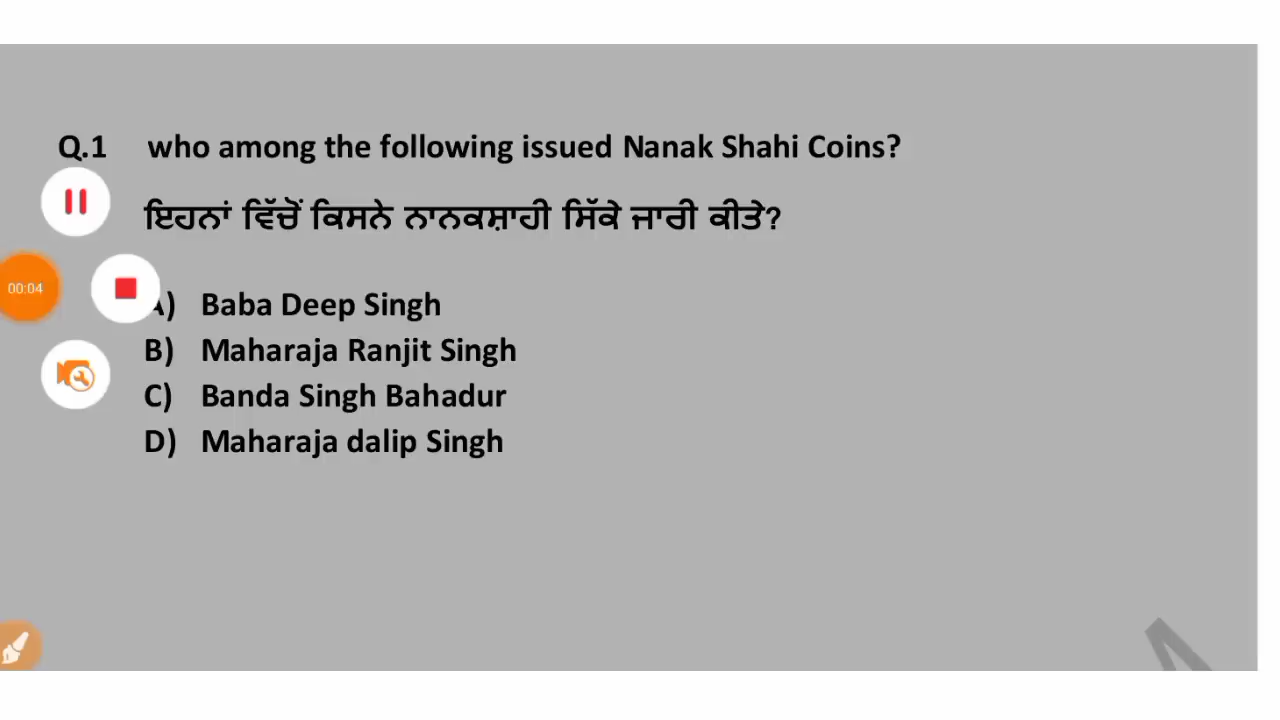 Q.1 who among the following issued Nanak Shahi Coins?
ਇਹਨਾਂ ਵਿੱਚੋਂ ਕਿਸਨੇ ਨਾਨਕਸ਼ਾਹੀ ਸਿੱਕੇ ਜਾਰੀ ਕੀਤੇ?
00:04
A) Baba Deep Singh
B) Maharaja Ranjit Singh
C) Banda Singh Bahadur
D) Maharaja dalip Singh